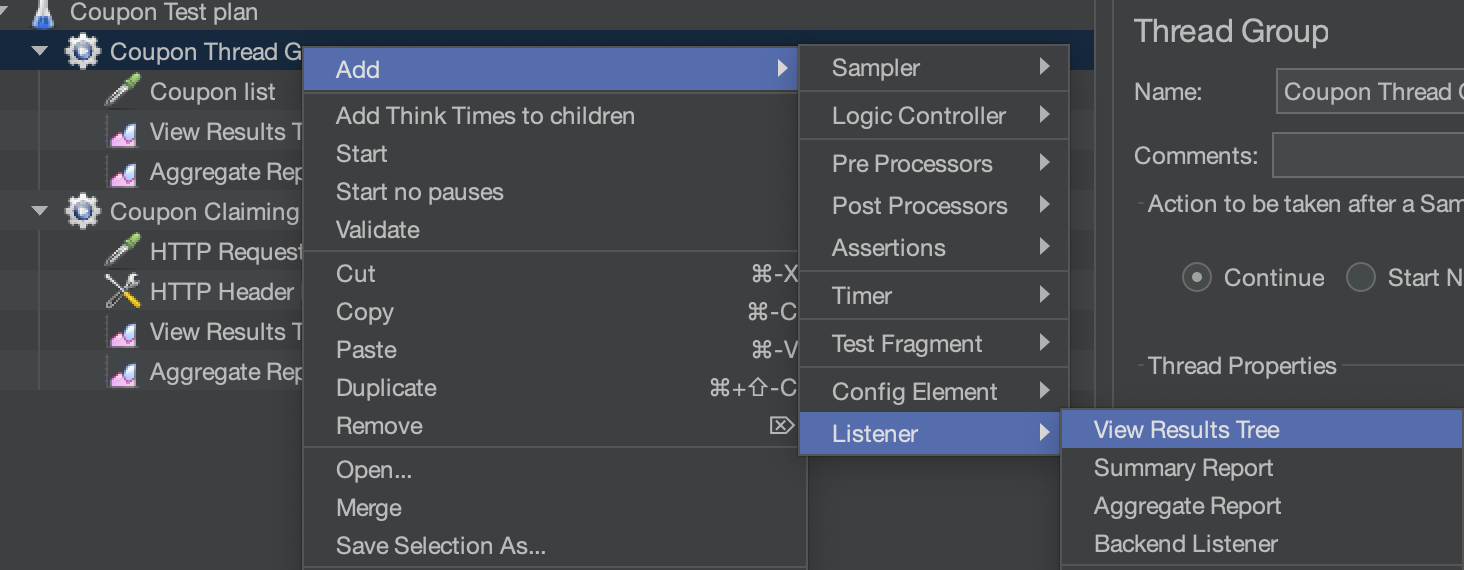 Coupon Test plan
Coupon Thread G
Coupon list
View Results T
Aggregate Rep
Coupon Claiming
HTTP Request
HTTP Header
View Results T
Aggregate Rep
Add
Add Think Times to children
Start
Start no pauses
Validate
Cut ⌘-X
Copy ⌘-C
Paste ⌘-V
Duplicate ⌘+⇧-C
Remove ⌦
Open...
Merge
Save Selection As...
Sampler
Logic Controller
Pre Processors
Post Processors
Assertions
Timer
Test Fragment
Config Element
Listener
View Results Tree
Summary Report
Aggregate Report
Backend Listener
Thread Group
Name: Coupon Thread G
Comments:
Action to be taken after a Sam
Continue Start N
Thread Properties